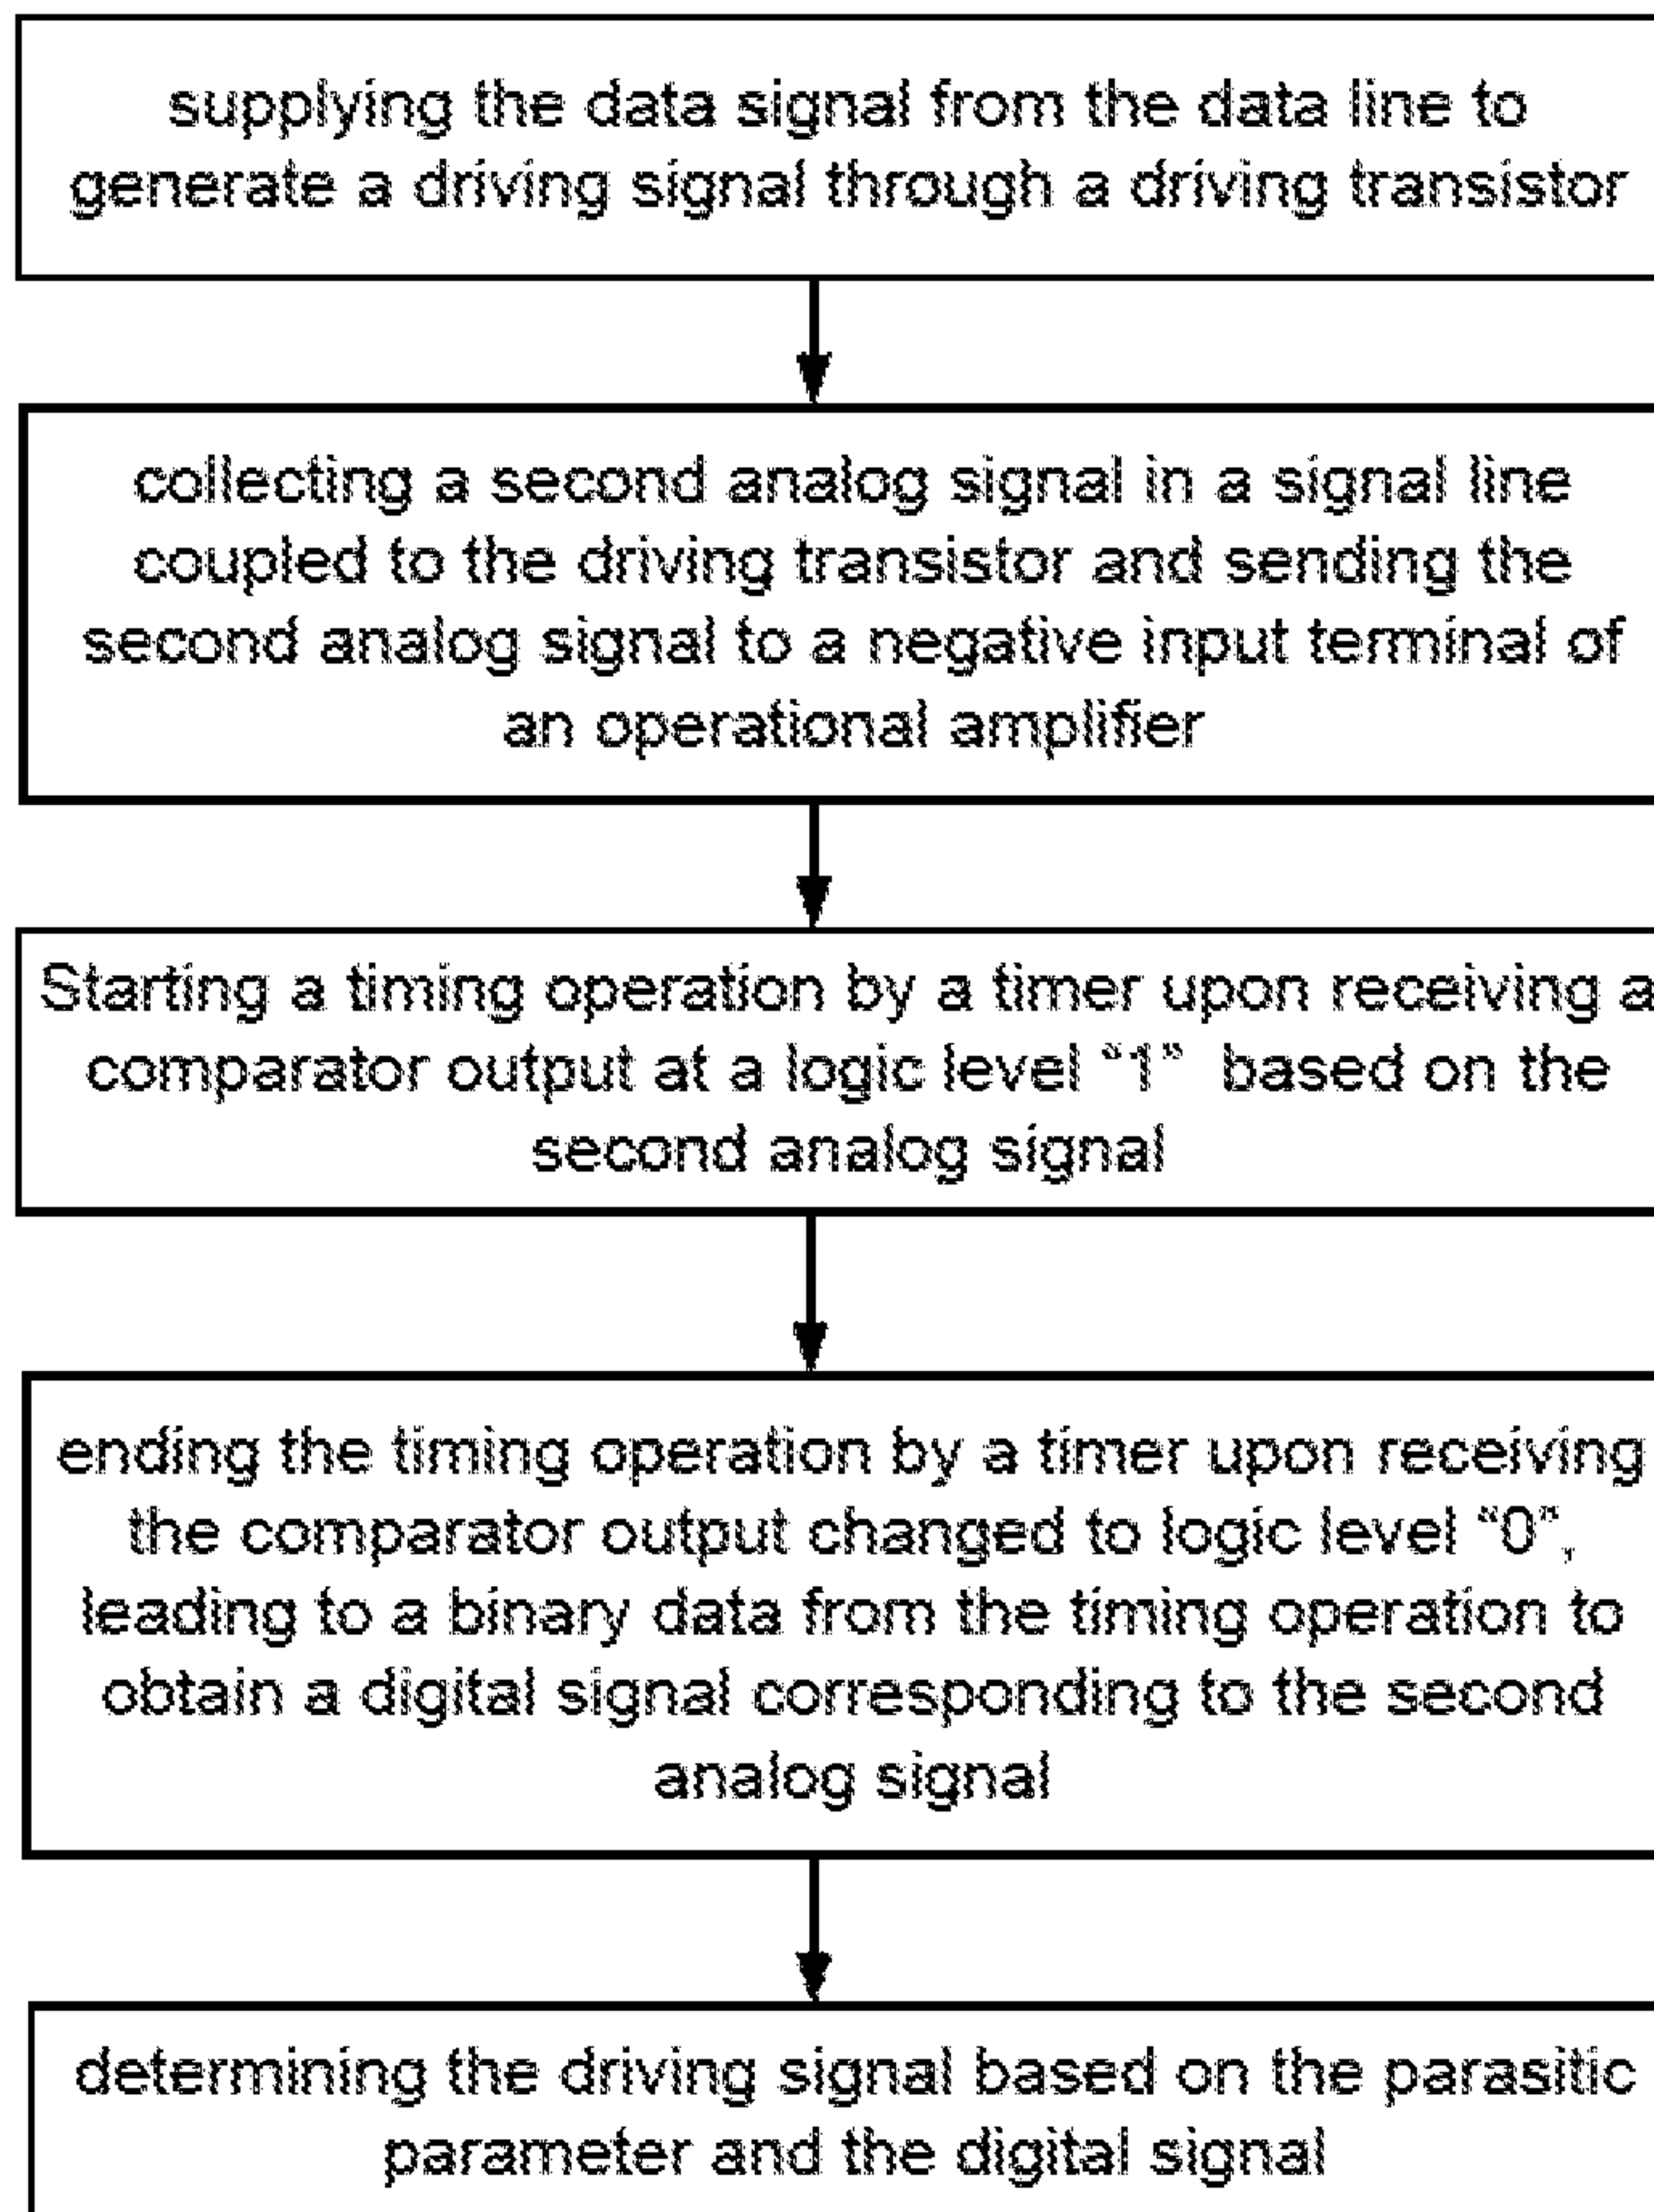 supplying the data signal from the data line to
generate a driving signal through a driving transistor
collecting a second analog signal in a signal line
coupled to the driving transistor and sending the
second analog signal to a negative input terminal of
an operational amplifier
Starting a timing operation by a timer upon receiving a
comparator output at a logic level “1” based on the
second analog signal
ending the timing operation by a timer upon receiving
the comparator output changed to logic level “0”,
leading to a binary data from the timing operation to
obtain a digital signal corresponding to the second
analog signal
determining the driving signal based on the parasitic
parameter and the digital signal